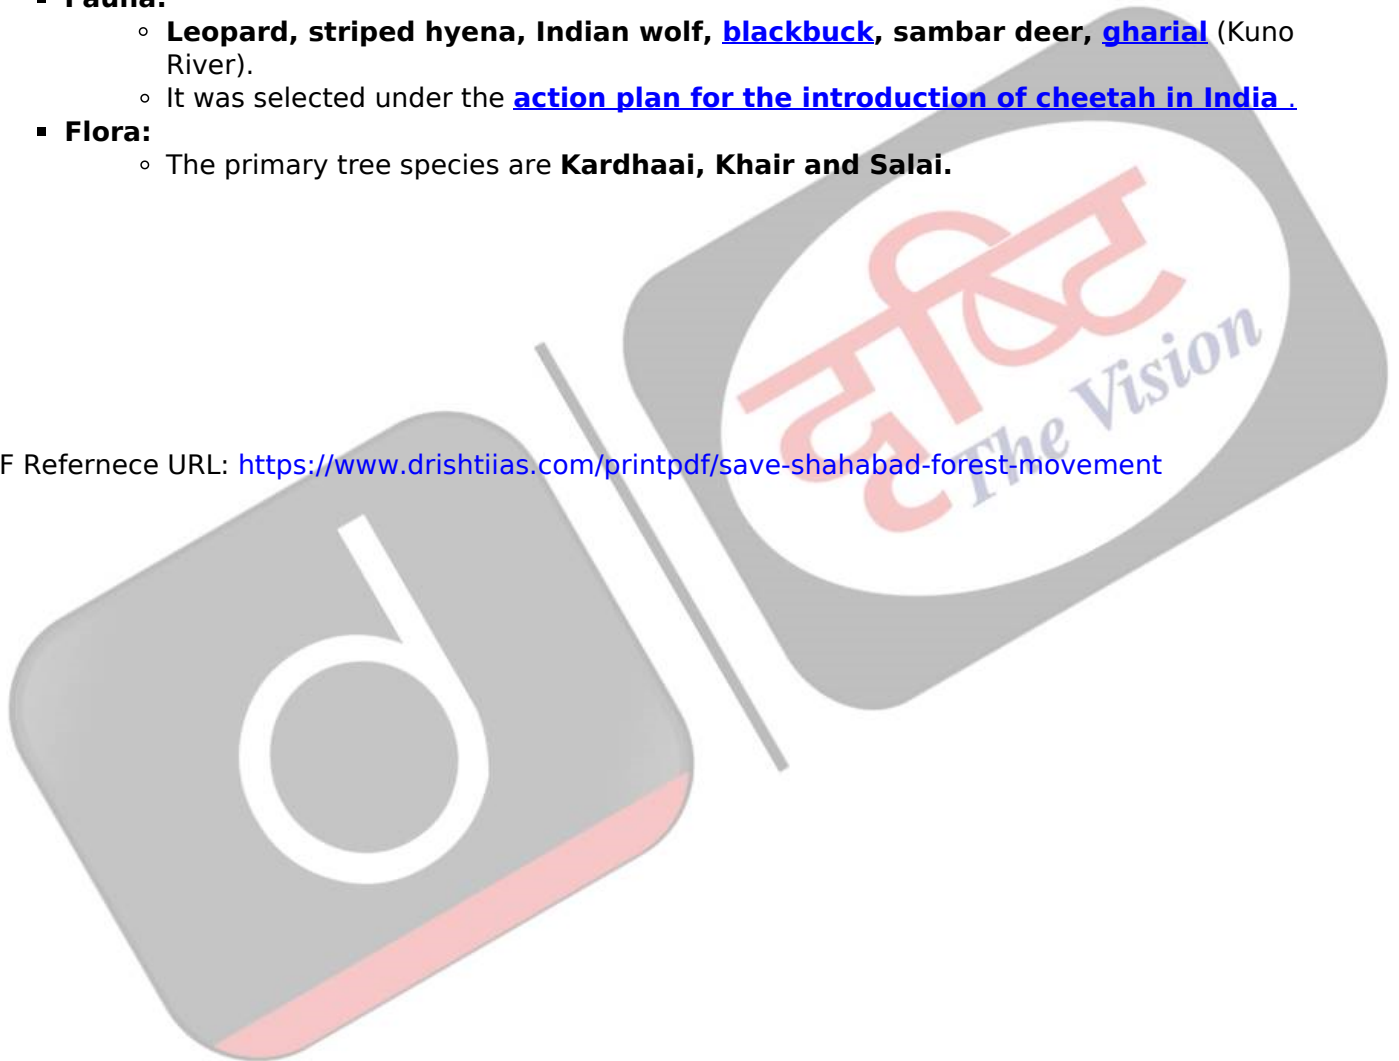 Fauna:
Leopard, striped hyena, Indian wolf, blackbuck, sambar deer, gharial (Kuno
River).
It was selected under the action plan for the introduction of cheetah in India .
Flora:
The primary tree species are Kardhaai, Khair and Salai.
दृष्टि
The Vision
F Refernece URL: https://www.drishtiias.com/printpdf/save-shahabad-forest-movement
d